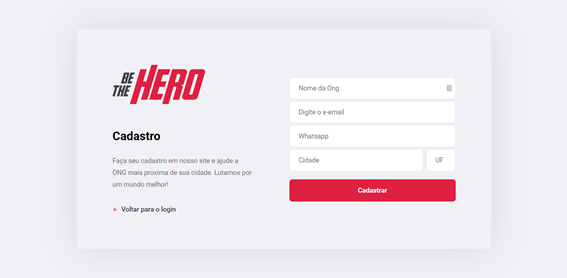 BE
THE
HERO
Cadastro
Faça seu cadastro em nosso site e ajude a
ONG mais proxima de sua cidade. Lutamos por
um mundo melhor!
← Voltar para o login
Nome da Ong
Digite o e-email
Whatsapp
Cidade
UF
Cadastrar